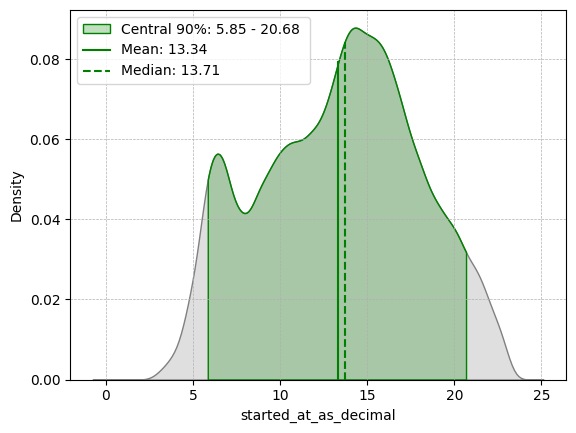 Central 90%: 5.85 - 20.68
Mean: 13.34
Median: 13.71
0.08
0.06
0.04
0.02
0.00
Density
0 5 10 15 20 25
started_at_as_decimal